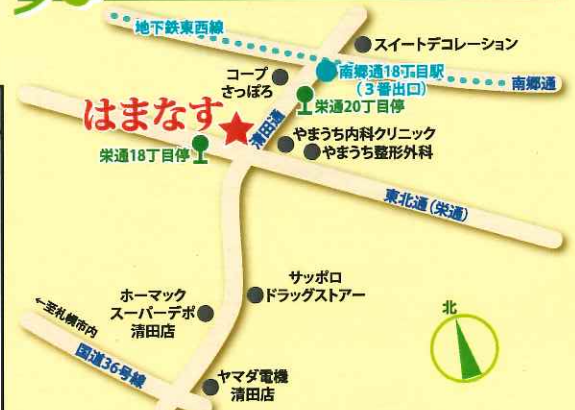 地下鉄東西線
スイートデコレーション
コープ
さっぽろ
南郷通18丁目駅
(3番出口)
南郷通
栄通20丁目停
はまなす
清田通
やまうち内科クリニック
やまうち整形外科
栄通18丁目停
東北通(栄通)
サッポロ
ドラッグストアー
ホーマック
スーパーデポ
清田店
←至札幌市内
国道36号線
北
ヤマダ電機
清田店